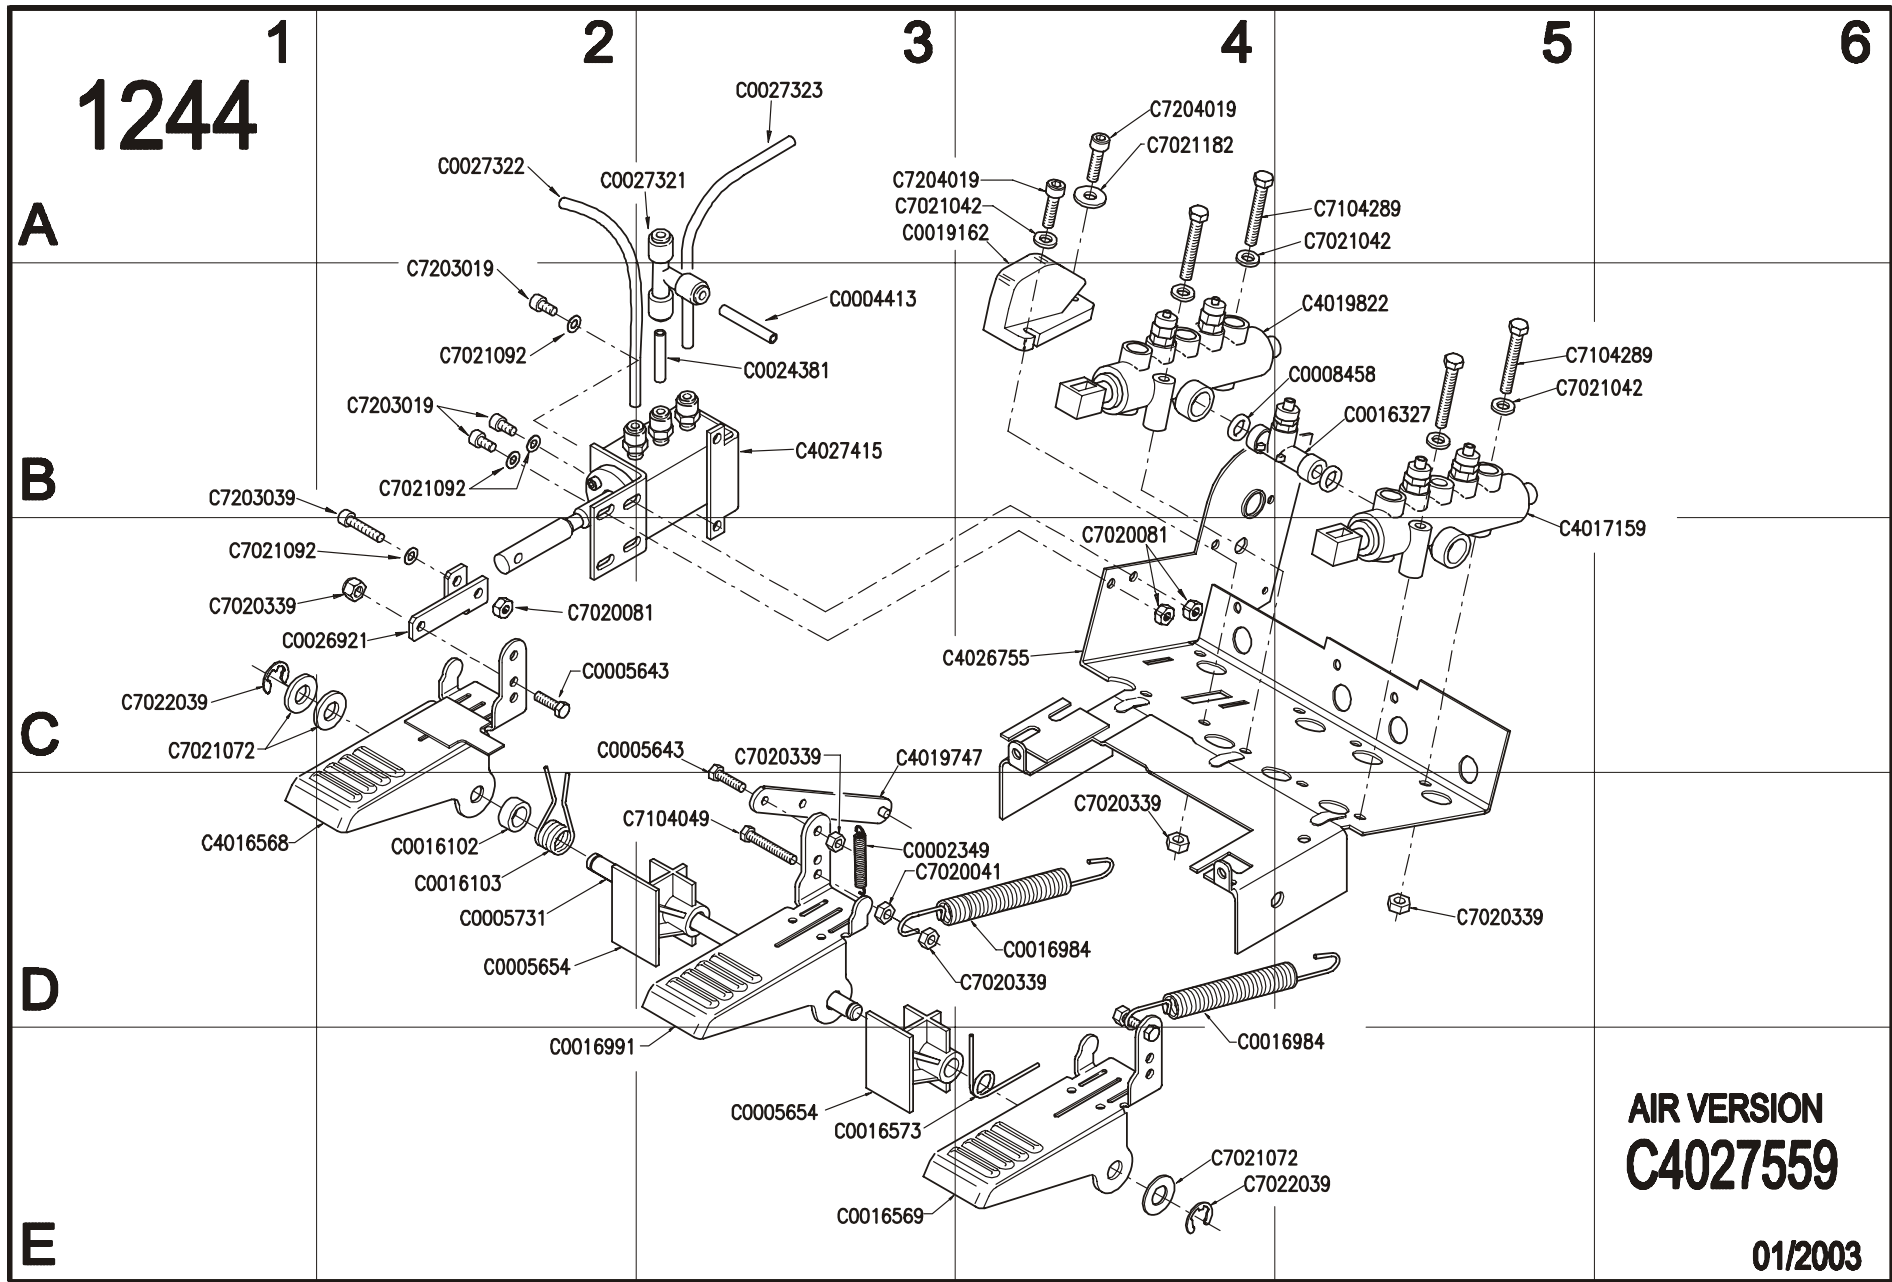 1 2 3 4 5 6
1244
C0027323
C7204019
C7021182
C0027322
C0027321
C7204019
C7021042
C7104289
A
C0019162
C7021042
C7203019
C0004413
C4019822
C7021092
C0024381
C7104289
C0008458
C7021042
C7203019
C0016327
C4027415
B
C7021092
C7203039
C4017159
C7020081
C7021092
C7020339
C7020081
C0026921
C4026755
C0005643
C7022039
C
C7021072
C0005643
C7020339
C4019747
C7020339
C7104049
C4016568
C0016102
C0002349
C7020041
C0016103
C0005731
C7020339
C0016984
C0005654
C7020339
D
C0016991
C0016984
C0005654
C0016573
AIR VERSION
C4027559
C7021072
C7022039
C0016569
E
01/2003